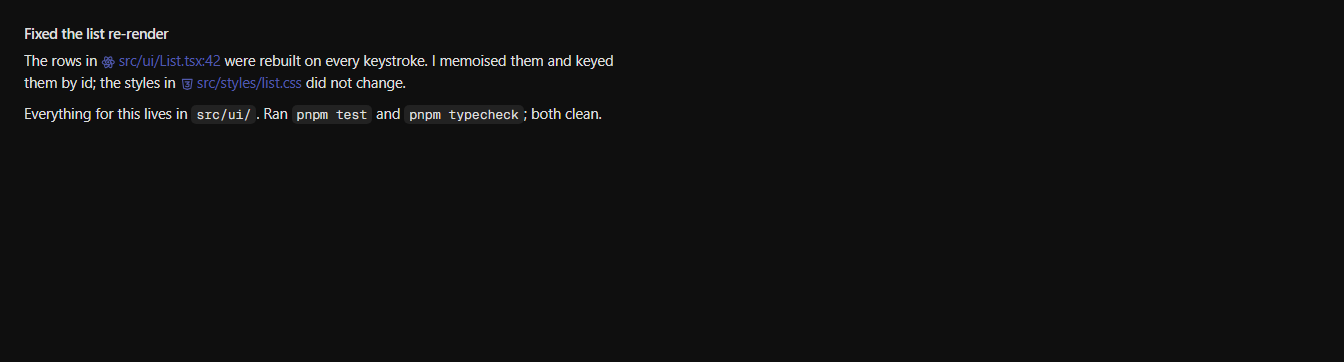 Fixed the list re-render
The rows in src/ui/List.tsx:42 were rebuilt on every keystroke. I memoised them and keyed
them by id; the styles in src/styles/list.css did not change.
Everything for this lives in src/ui/. Ran pnpm test and pnpm typecheck; both clean.